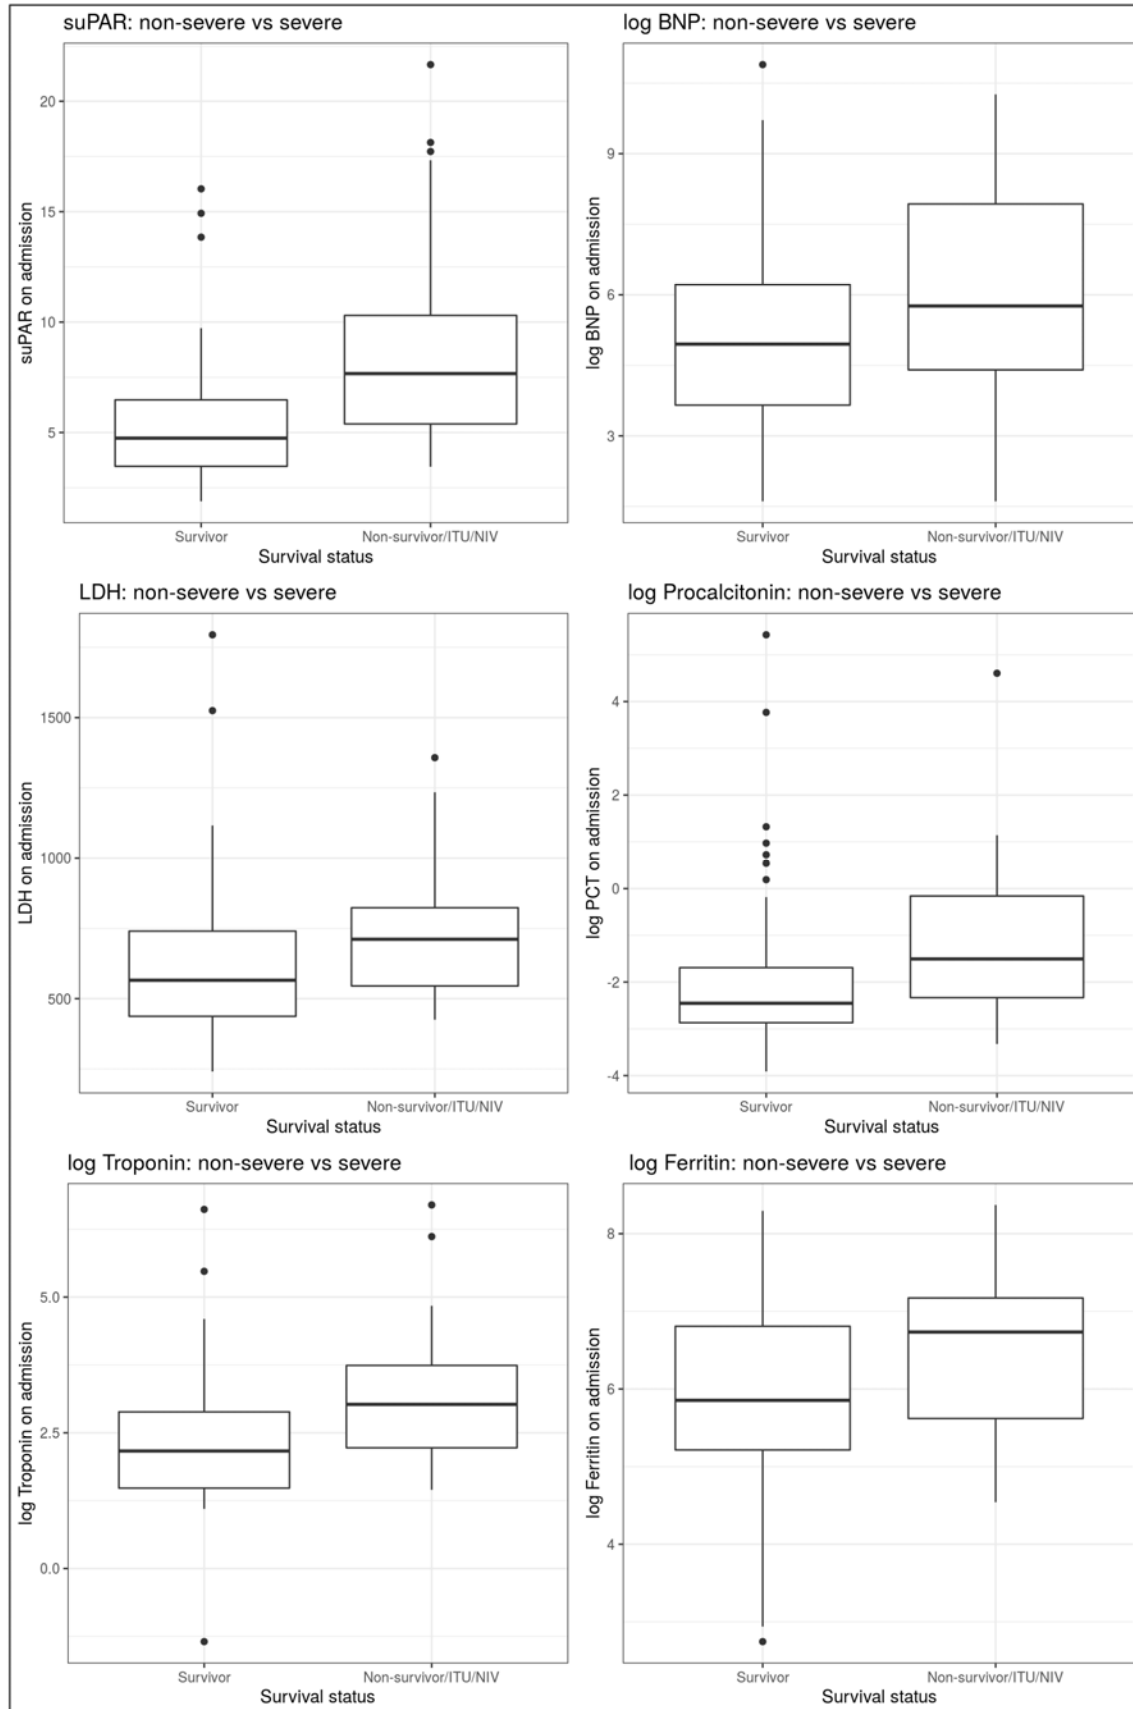 suPAR: non-severe vs severe
20
15
10
5
suPAR on admission
Survivor
Non-survivor/ITU/NIV
Survival status
log BNP: non-severe vs severe
9
6
3
log BNP on admission
Survivor
Non-survivor/ITU/NIV
Survival status
LDH: non-severe vs severe
1500
1000
500
LDH on admission
Survivor
Non-survivor/ITU/NIV
Survival status
log Procalcitonin: non-severe vs severe
4
2
0
-2
-4
log PCT on admission
Survivor
Non-survivor/ITU/NIV
Survival status
log Troponin: non-severe vs severe
5.0
2.5
0.0
log Troponin on admission
Survivor
Non-survivor/ITU/NIV
Survival status
log Ferritin: non-severe vs severe
8
6
4
log Ferritin on admission
Survivor
Non-survivor/ITU/NIV
Survival status